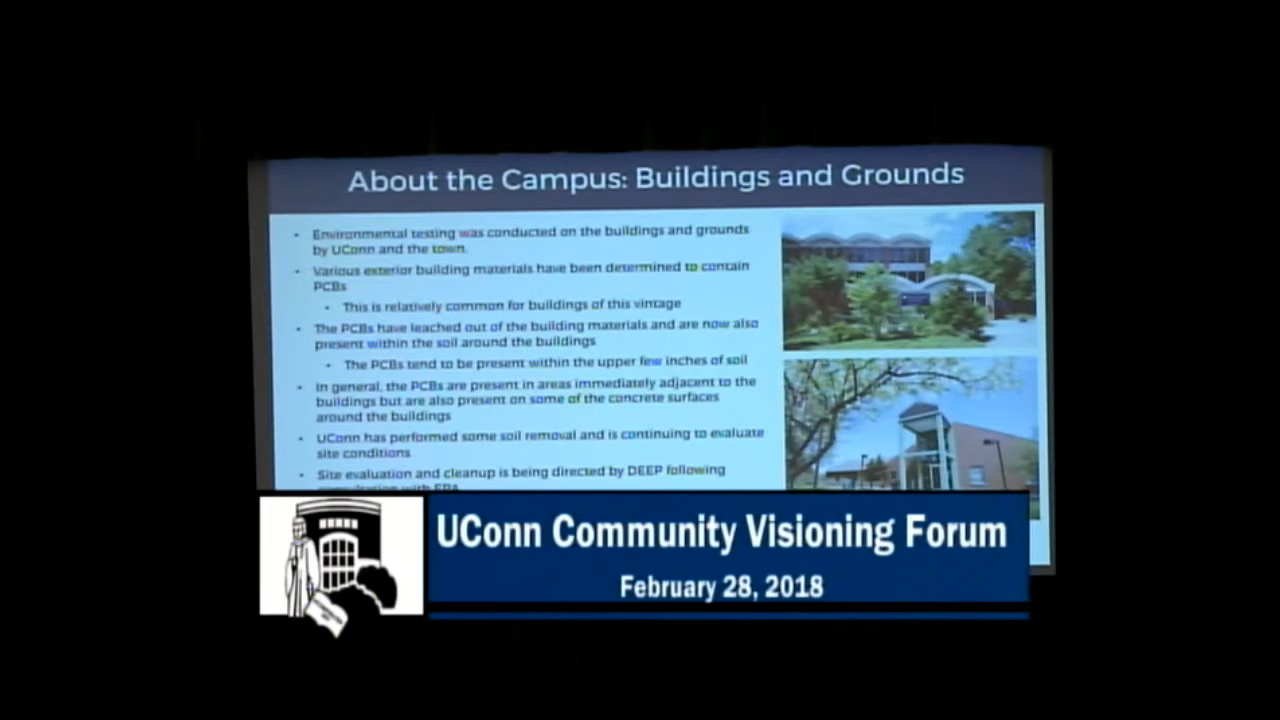 About the Campus: Buildings and Grounds
• Environmental testing was conducted on the buildings and grounds
by UConn and the town.
• Various exterior building materials have been determined to contain
PCBs
• This is relatively common for buildings of this vintage
• The PCBs have leached out of the building materials and are now also
present within the soil around the buildings
• The PCBs tend to be present within the upper few inches of soil
• In general, the PCBs are present in areas immediately adjacent to the
buildings but are also present on some of the concrete surfaces
around the buildings
• UConn has performed some soil removal and is continuing to evaluate
site conditions
• Site evaluation and cleanup is being directed by DEEP following
consultation with EPA
UConn Community Visioning Forum
February 28, 2018